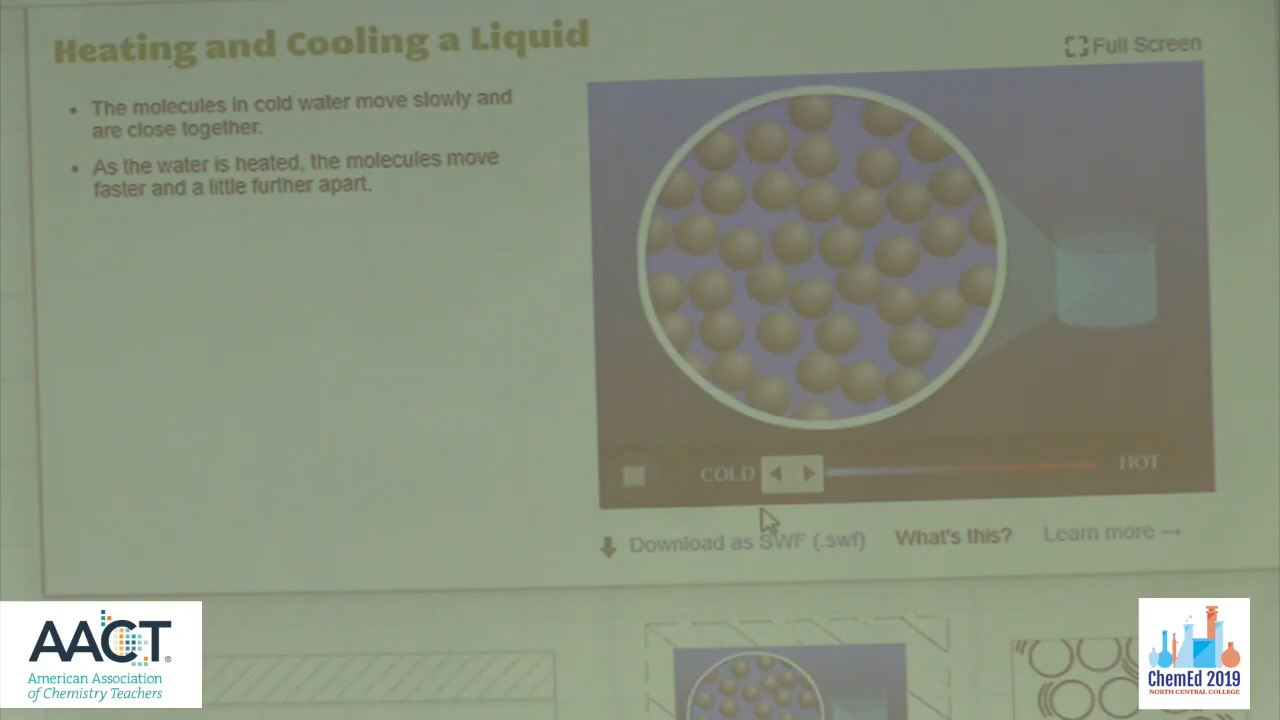 Heating and Cooling a Liquid
Full Screen
• The molecules in cold water move slowly and
are close together.
• As the water is heated, the molecules move
faster and a little further apart.
COLD
HOT
Download as SWF (.swf)
What's this?
Learn more →
AACT®
American Association
of Chemistry Teachers
ChemEd 2019
NORTH CENTRAL COLLEGE